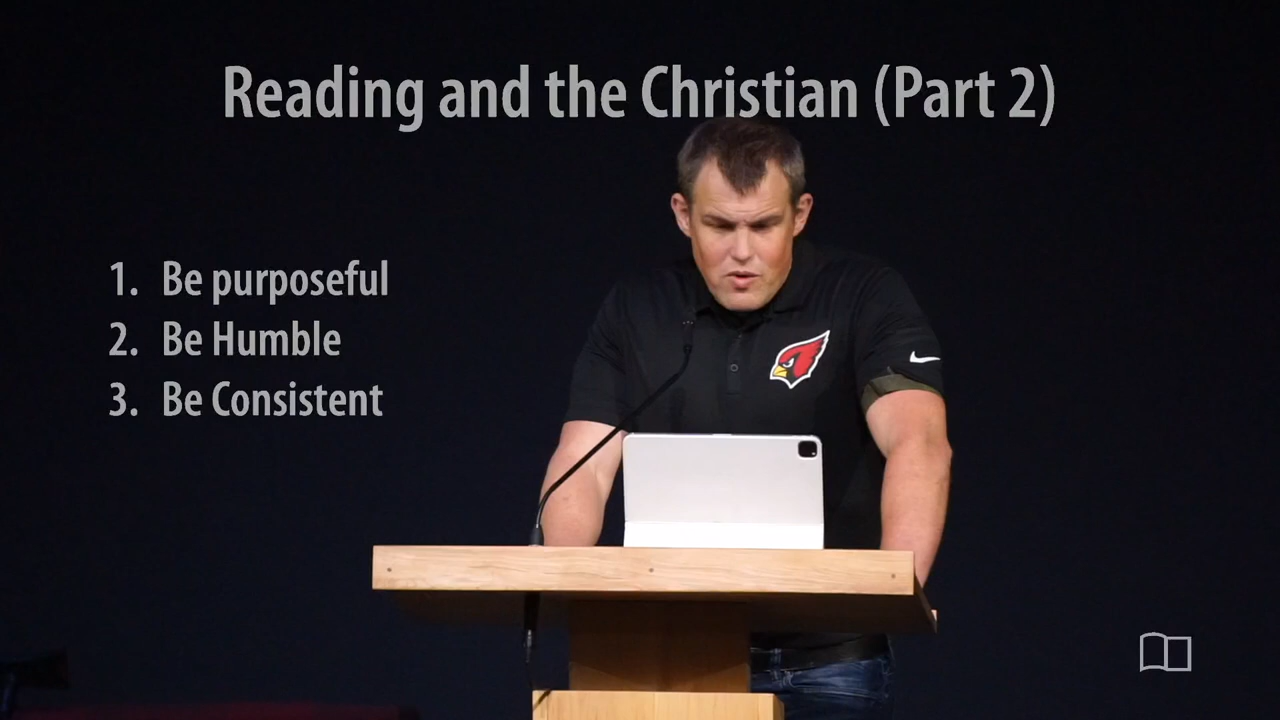 Reading and the Christian (Part 2)
1. Be purposeful
2. Be Humble
3. Be Consistent